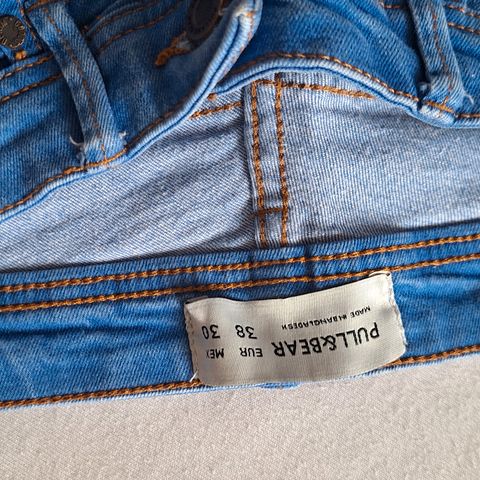 PULL&BEAR
MADE IN BANGLADESH
EUR MEX
38 30